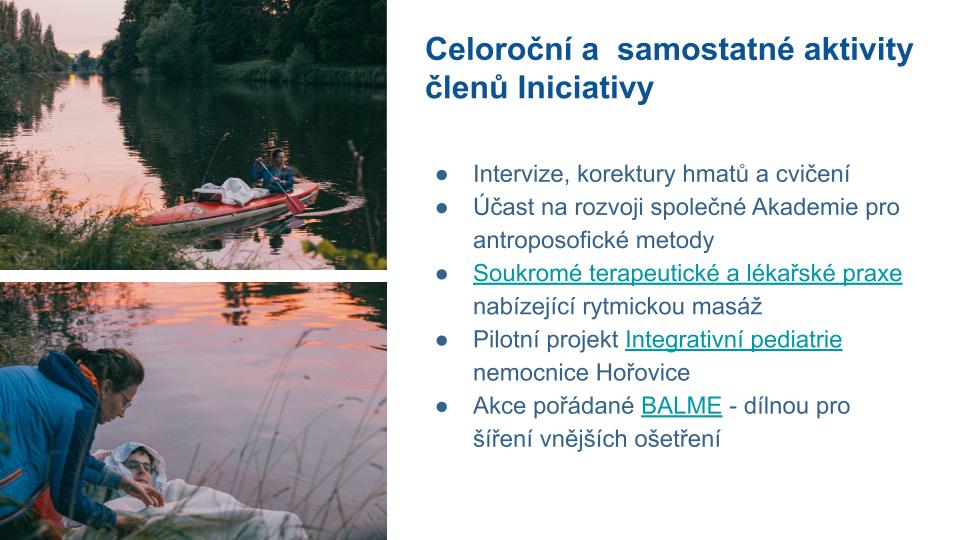 Celoroční a  samostatné aktivity
členů Iniciativy
● Intervize, korektury hmatů a cvičení
● Účast na rozvoji společné Akademie pro
antroposofické metody
● Soukromé terapeutické a lékařské praxe
nabízející rytmickou masáž
● Pilotní projekt Integrativní pediatrie
nemocnice Hořovice
● Akce pořádané BALME - dílnou pro
šíření vnějších ošetření